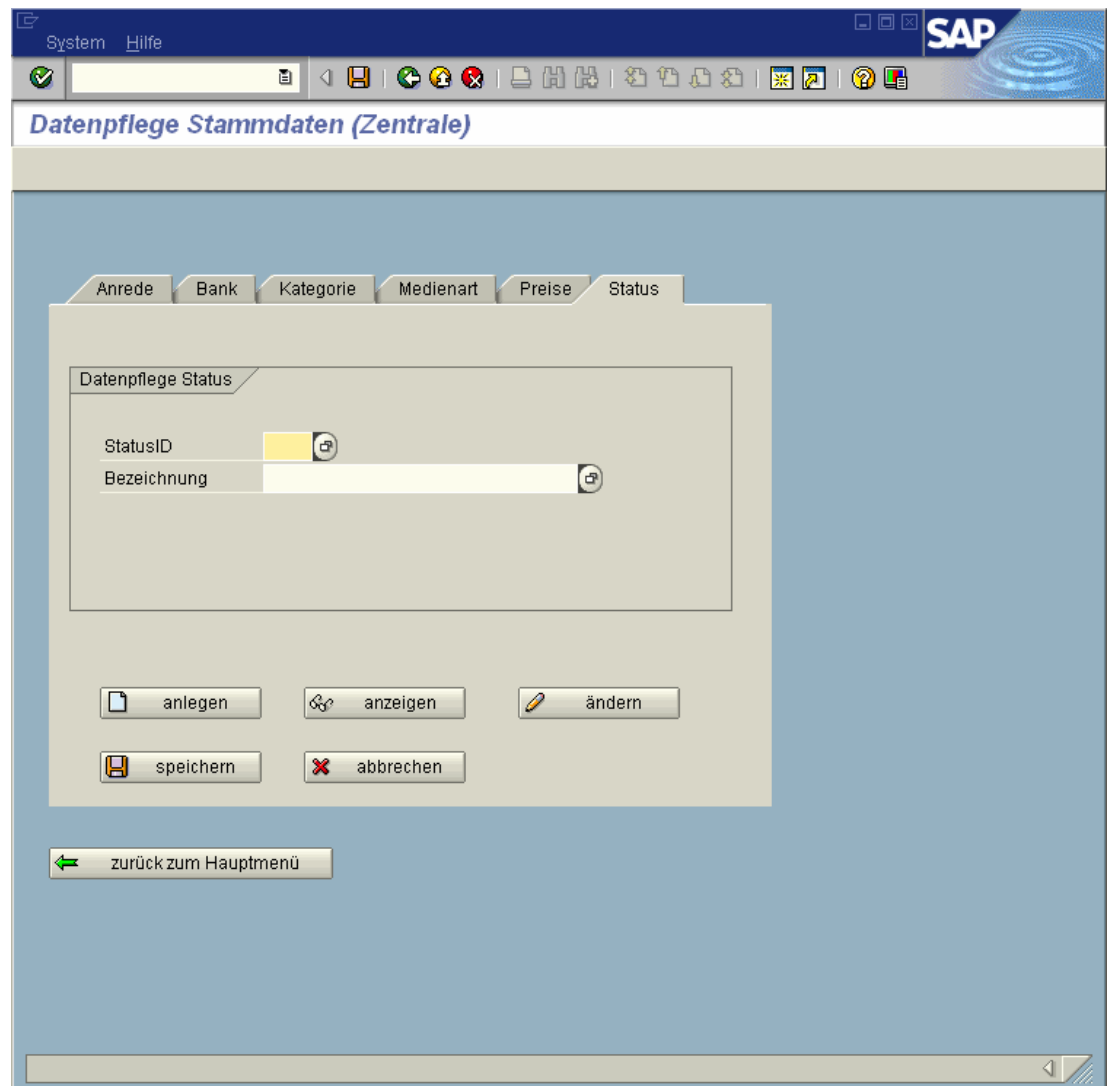 System Hilfe
SAP
Datenpflege Stammdaten (Zentrale)
Anrede Bank Kategorie Medienart Preise Status
Datenpflege Status
StatusID
Bezeichnung
anlegen anzeigen ändern
speichern abbrechen
zurück zum Hauptmenü